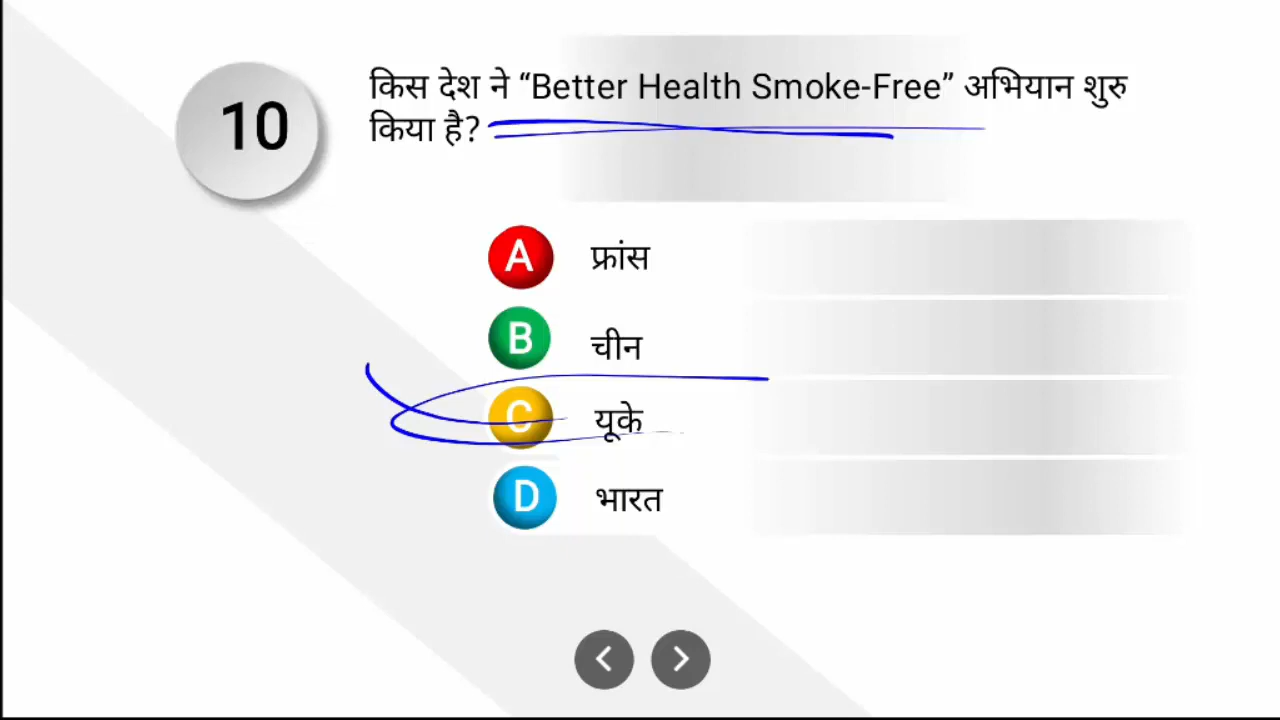 10
किस देश ने “Better Health Smoke-Free” अभियान शुरु
किया है?
A फ्रांस
B चीन
C यूके
D भारत